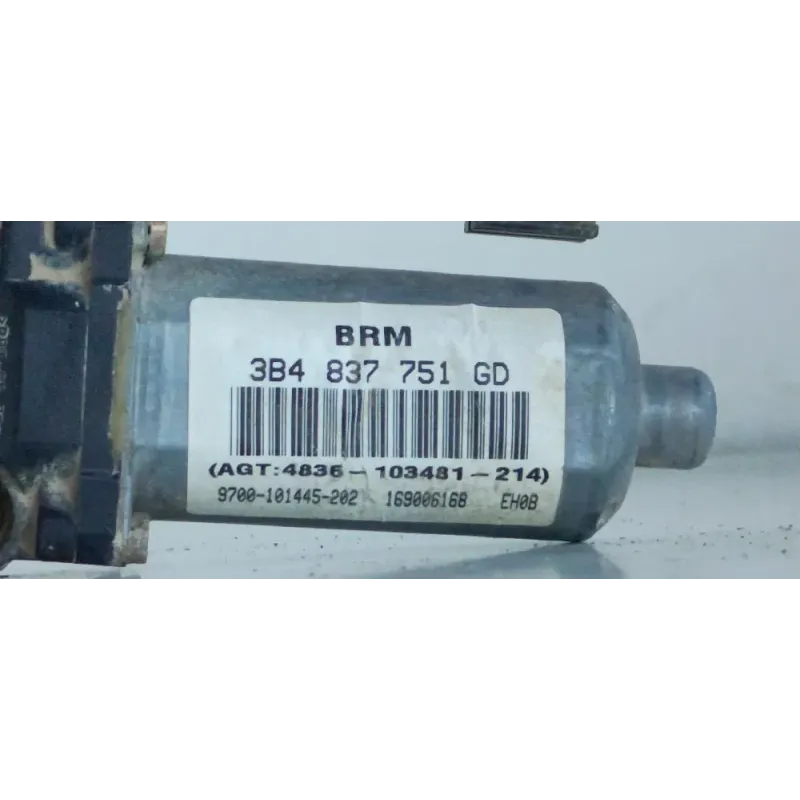 BRM
3B4 837 751 GD
(AGT:4836-103481-214)
9700-101445-202 16900616B EH0B